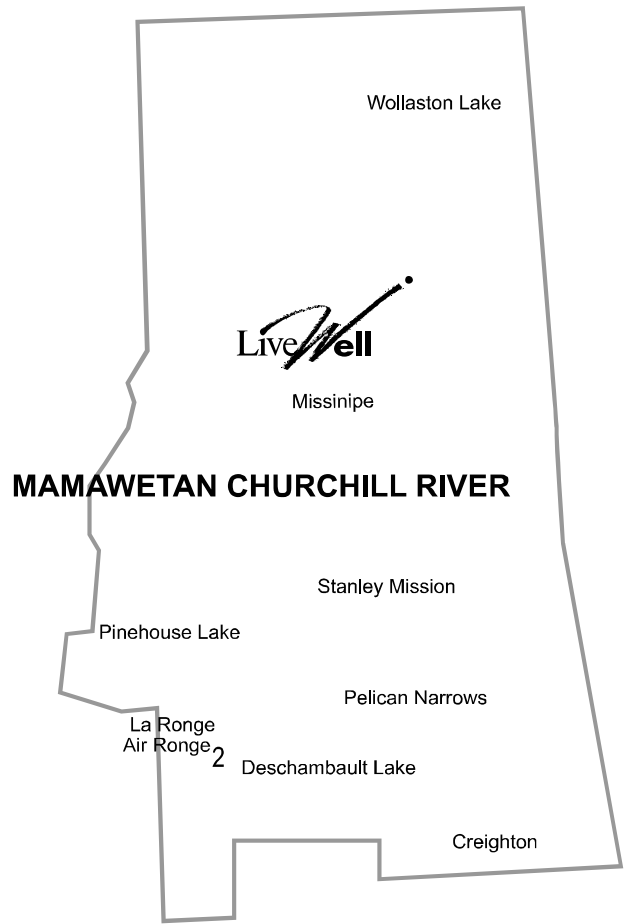 Wollaston Lake
LiveWell
Missinipe
MAMAWETAN CHURCHILL RIVER
Stanley Mission
Pinehouse Lake
Pelican Narrows
La Ronge
Air Ronge 2
Deschambault Lake
Creighton